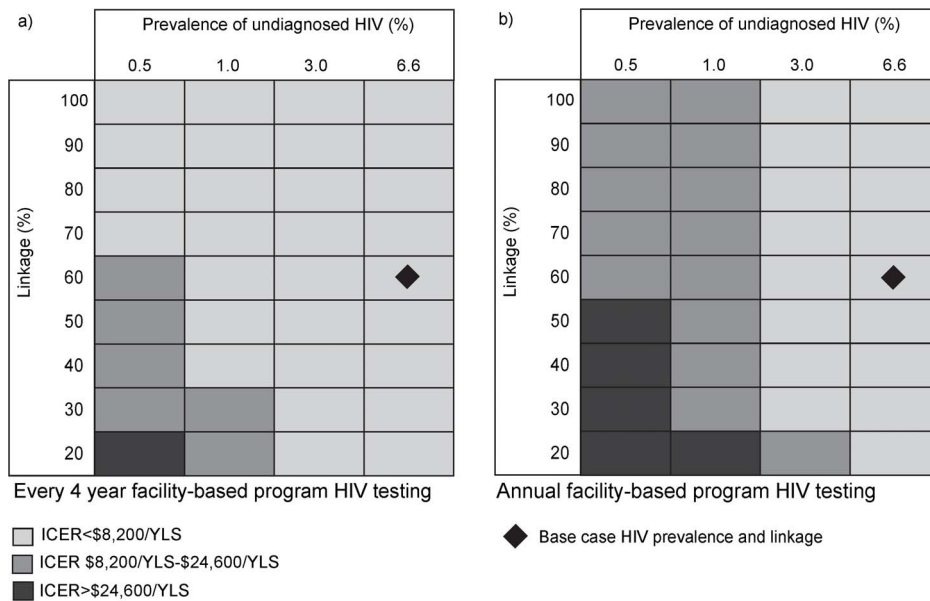 a)
Prevalence of undiagnosed HIV (%)
0.5 1.0 3.0 6.6
Linkage (%)
100
90
80
70
60
50
40
30
20
Every 4 year facility-based program HIV testing
b)
Prevalence of undiagnosed HIV (%)
0.5 1.0 3.0 6.6
Linkage (%)
100
90
80
70
60
50
40
30
20
Annual facility-based program HIV testing
ICER<$8,200/YLS
ICER $8,200/YLS-$24,600/YLS
ICER>$24,600/YLS
Base case HIV prevalence and linkage